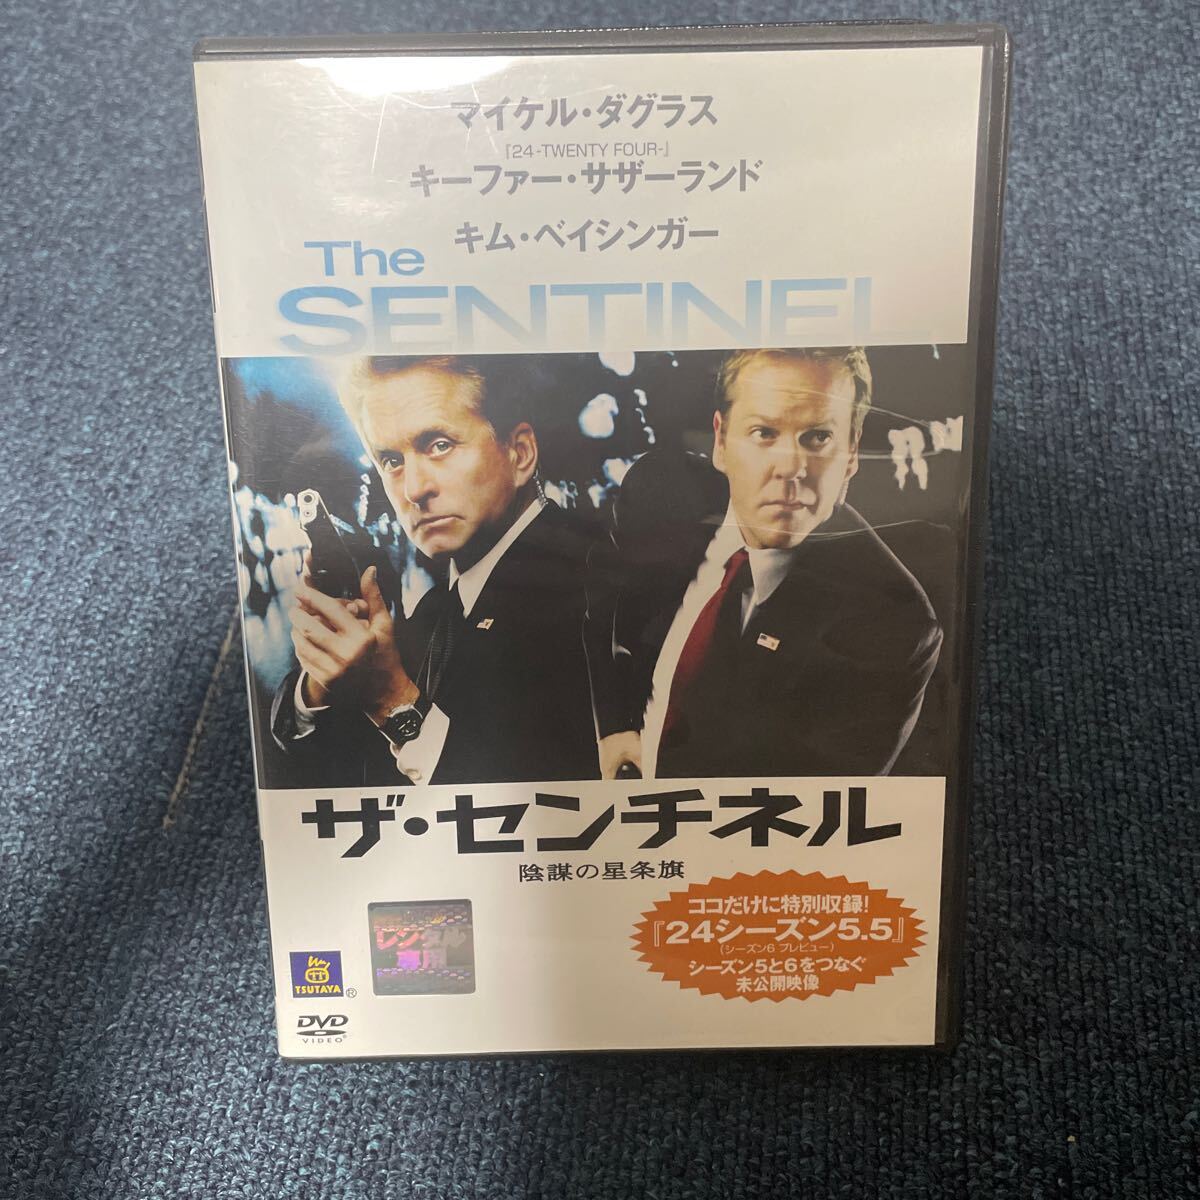 マイケル・ダグラス
『24-TWENTY FOUR-』
キーファー・サザーランド
キム・ベイシンガー
The
SENTINEL
ザ・センチネル
陰謀の星条旗
ココだけに特別収録!
『24シーズン5.5』
(シーズン6 プレビュー)
シーズン5と6をつなぐ
未公開映像
レンタル
専用
TSUTAYA ®
DVD
VIDEO